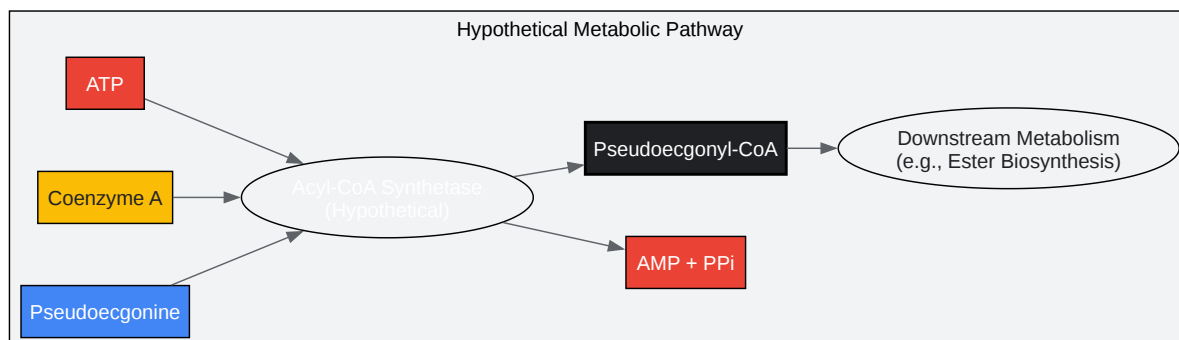 Hypothetical Metabolic Pathway
ATP
Coenzyme A
Pseudoecgonine
Acyl-CoA Synthetase
(Hypothetical)
Pseudoecgonyl-CoA
AMP + PPi
Downstream Metabolism
(e.g., Ester Biosynthesis)